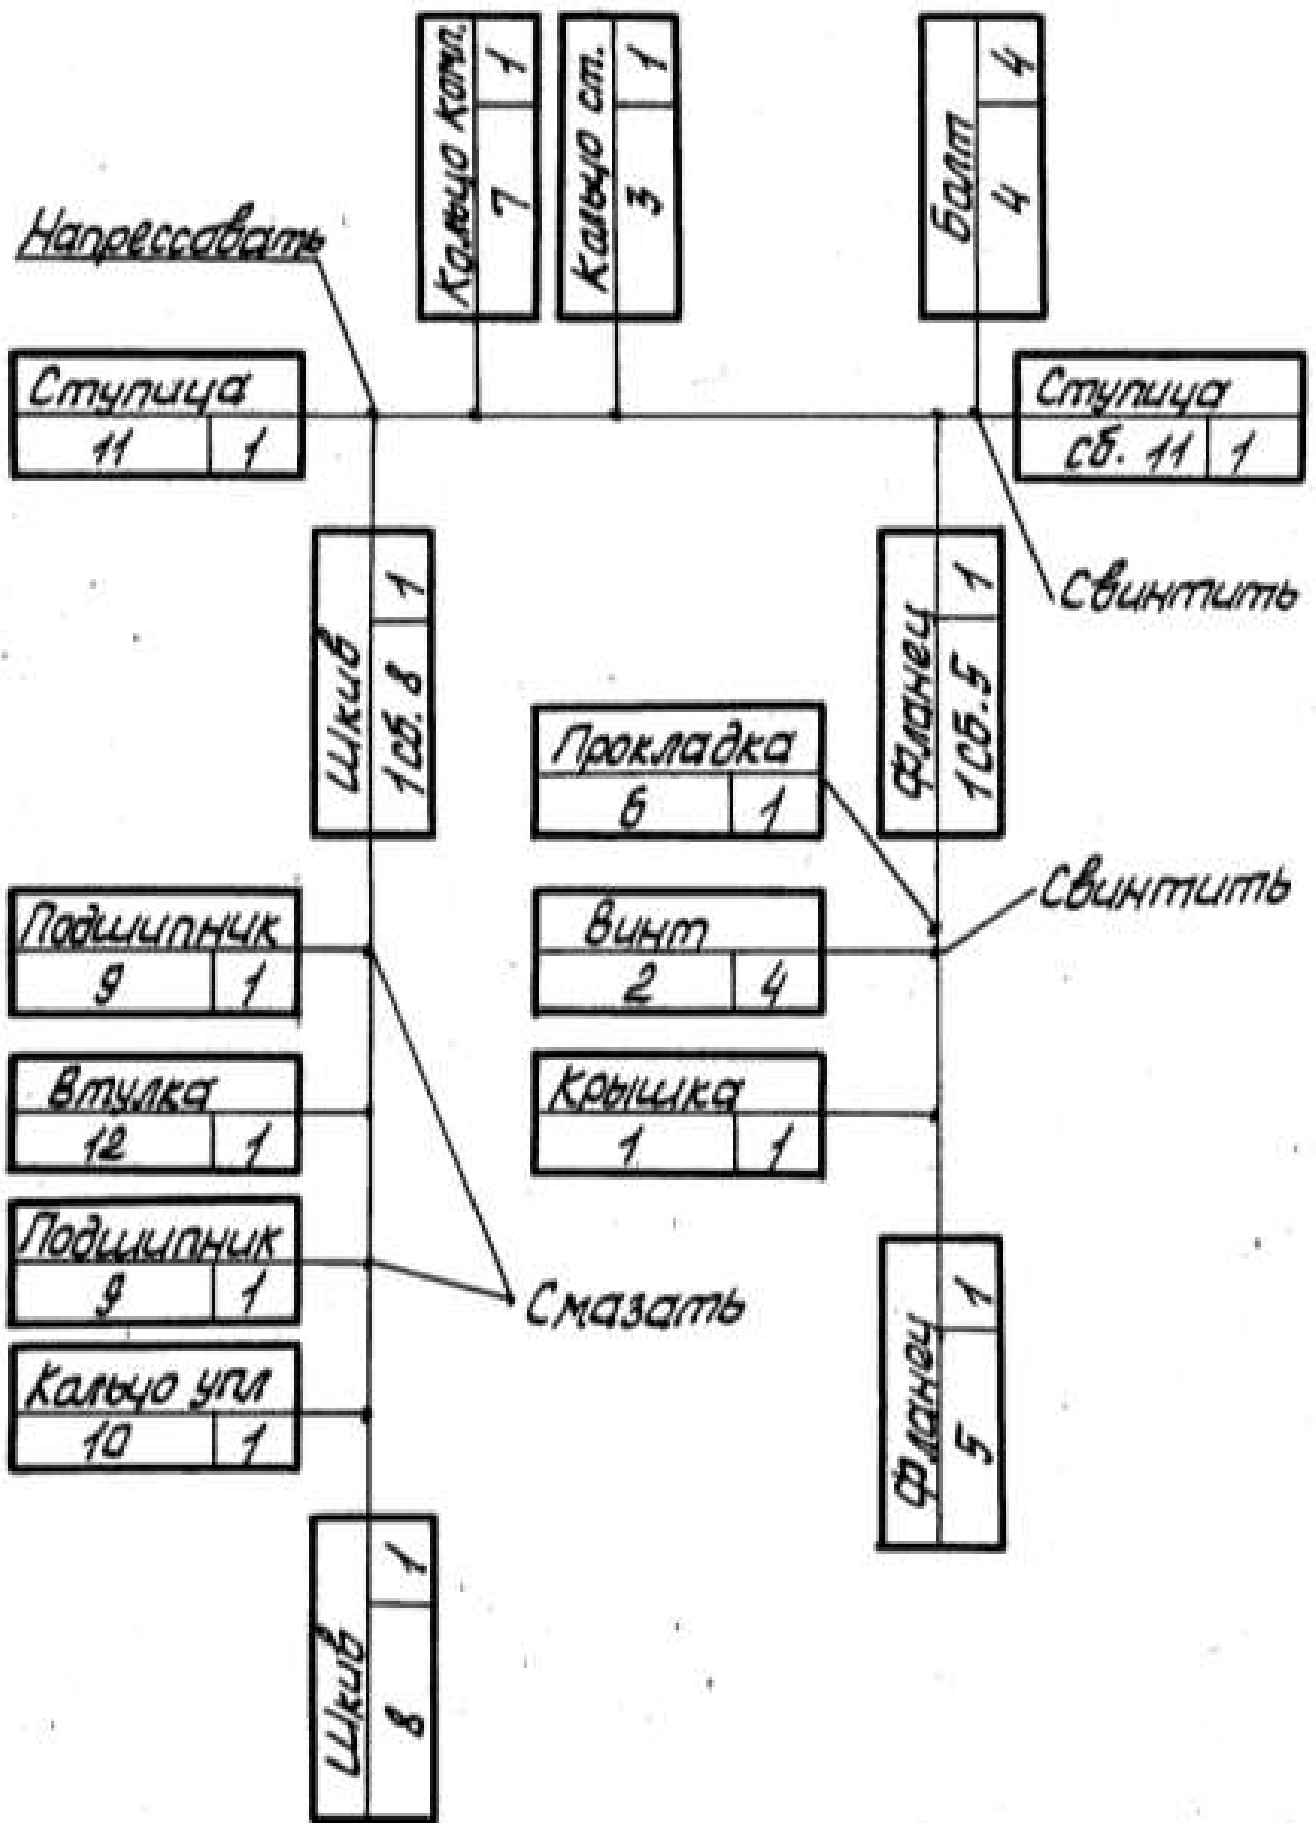 Кольцо комп.
7 1
Кольцо ст.
3 1
Болт
4 4
Напрессовать
Ступица
11 1
Ступица
сб. 11 1
Шкив
1сб. 8 1
Фланец
1сб. 5 1
Свинтить
Прокладка
6 1
Свинтить
Подшипник
9 1
Винт
2 4
Втулка
12 1
Крышка
1 1
Подшипник
9 1
Смазать
Кольцо упл
10 1
Фланец
5 1
Шкив
8 1